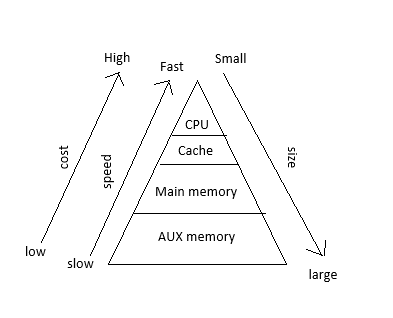 High
Fast
Small
CPU
Cache
cost
speed
size
Main memory
AUX memory
low
slow
large